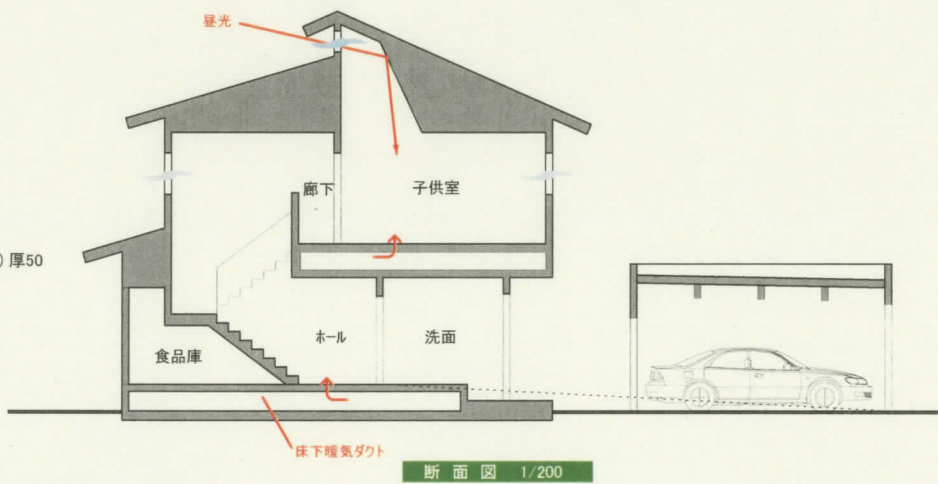 昼光
廊下
子供室
) 厚50
ホール
洗面
食品庫
床下暖気ダクト
断面図 1/200